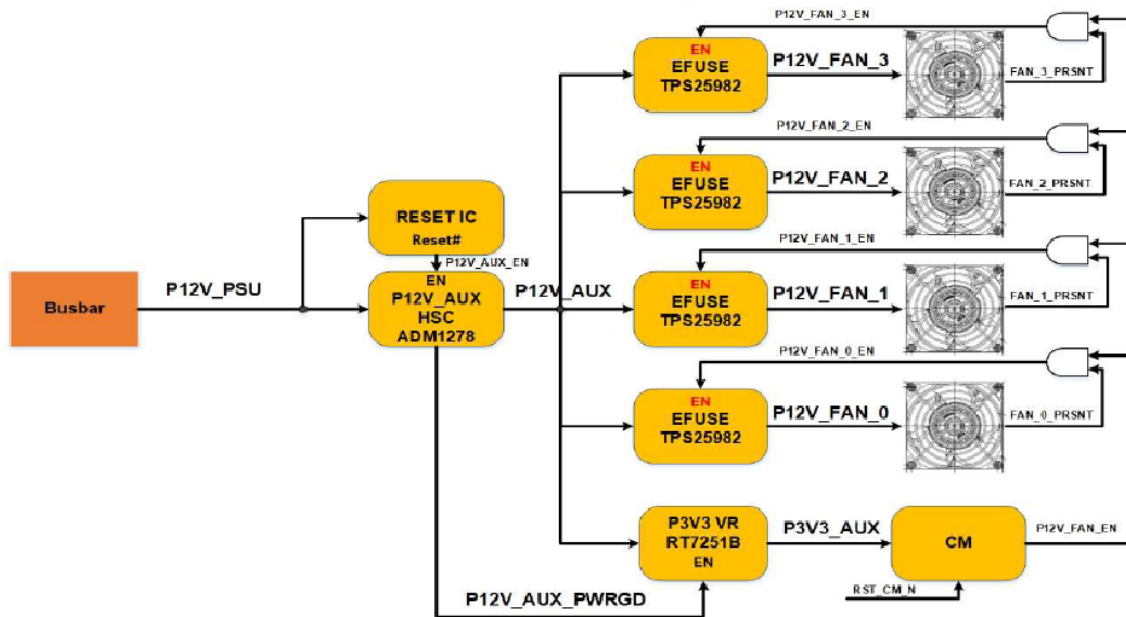 P12V_FAN_3_EN
EN
EFUSE
TPS25982
P12V_FAN_3
FAN_3_PRSNT
P12V_FAN_2_EN
EN
EFUSE
TPS25982
P12V_FAN_2
FAN_2_PRSNT
RESET IC
Reset#
P12V_AUX_EN
Busbar
P12V_PSU
EN
P12V_AUX
HSC
ADM1278
P12V_AUX
P12V_FAN_1_EN
EN
EFUSE
TPS25982
P12V_FAN_1
FAN_1_PRSNT
P12V_FAN_0_EN
EN
EFUSE
TPS25982
P12V_FAN_0
FAN_0_PRSNT
P3V3 VR
RT7251B
EN
P3V3_AUX
CM
P12V_FAN_EN
RST_CM_N
P12V_AUX_PWRGD